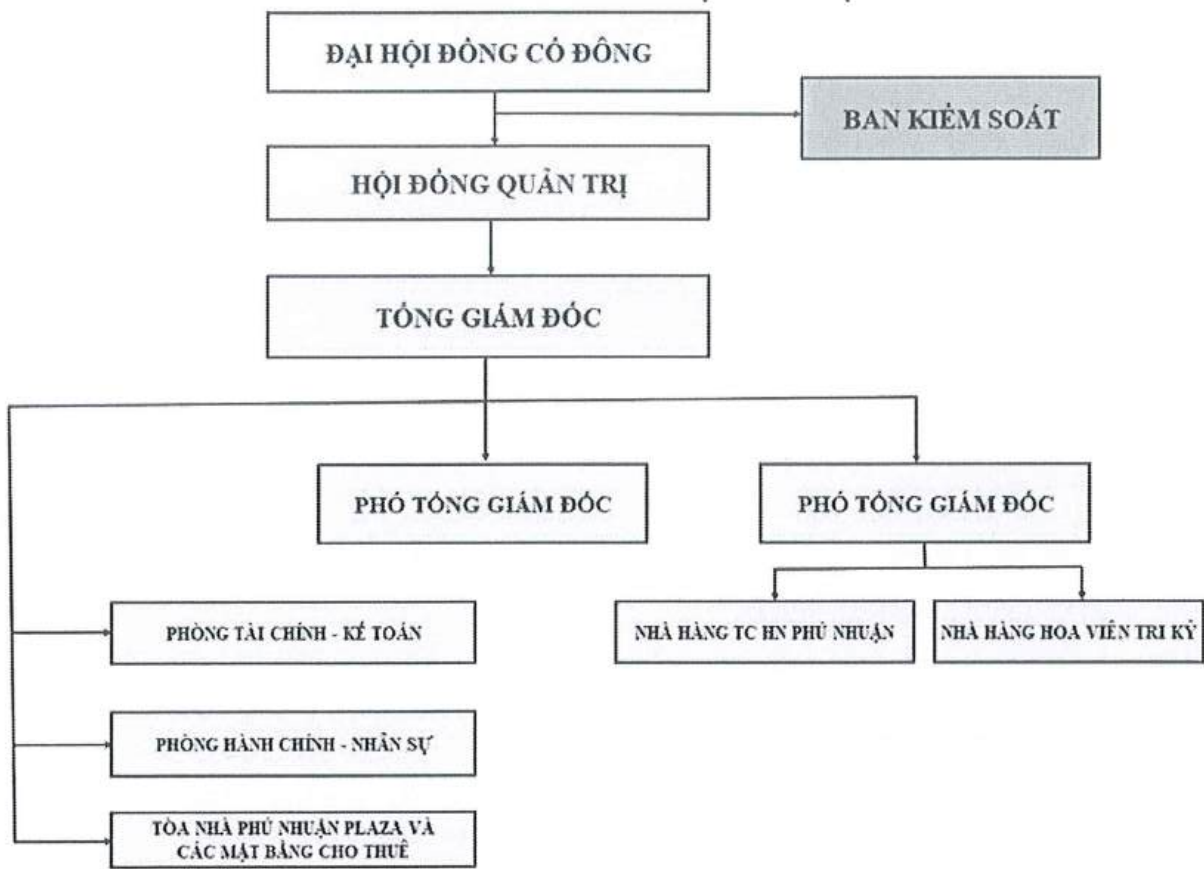 ĐẠI HỘI ĐỒNG CỔ ĐÔNG
BAN KIỂM SOÁT
HỘI ĐỒNG QUẢN TRỊ
TỔNG GIÁM ĐỐC
PHÓ TỔNG GIÁM ĐỐC
PHÓ TỔNG GIÁM ĐỐC
PHÒNG TÀI CHÍNH - KẾ TOÁN
NHÀ HÀNG TC HN PHÚ NHUẬN
NHÀ HÀNG HOA VIÊN TRI KỶ
PHÒNG HÀNH CHÍNH - NHÂN SỰ
TÒA NHÀ PHÚ NHUẬN PLAZA VÀ
CÁC MẶT BẰNG CHO THUÊ